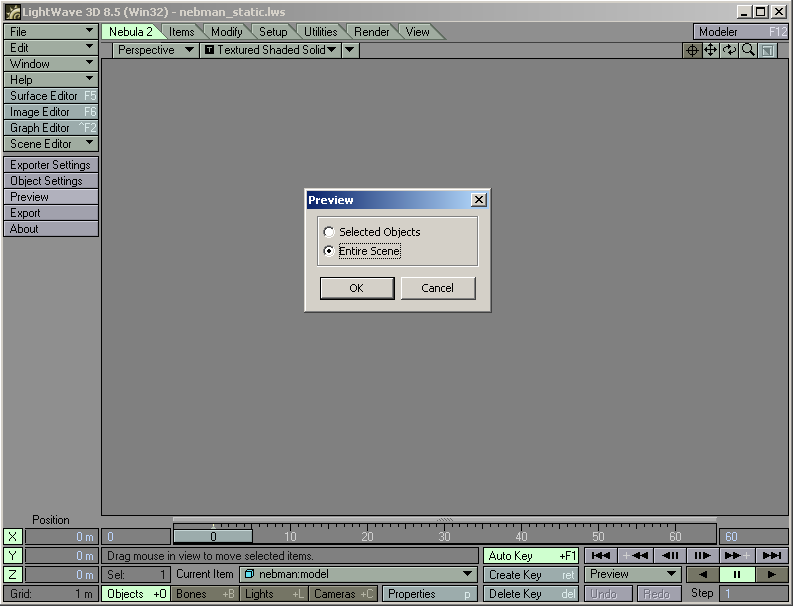 LightWave 3D 8.5 (Win32) - nebman_static.lws
File Nebula 2 Items Modify Setup Utilities Render View Modeler F12
Edit Perspective T Textured Shaded Solid
Window
Help
Surface Editor F5
Image Editor F6
Graph Editor ^F2
Scene Editor
Exporter Settings
Object Settings
Preview
Export
About
Preview
Selected Objects
Entire Scene
OK Cancel
Position
X 0 m 0 0 10 20 30 40 50 60 60
Y 0 m Drag mouse in view to move selected items. Auto Key +F1
Z 0 m Sel: 1 Current Item nebman:model Create Key ret Preview
Grid: 1 m Objects +O Bones +B Lights +L Cameras +C Properties p Delete Key del Undo Redo Step 1